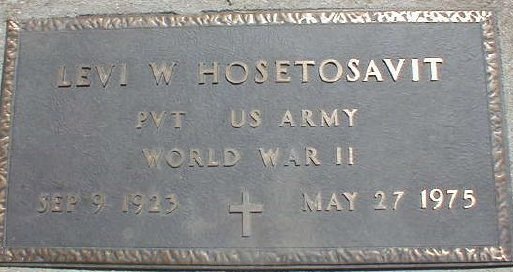 LEVI W HOSETOSAVIT
PVT US ARMY
WORLD WAR II
SEP 9 1923 MAY 27 1975